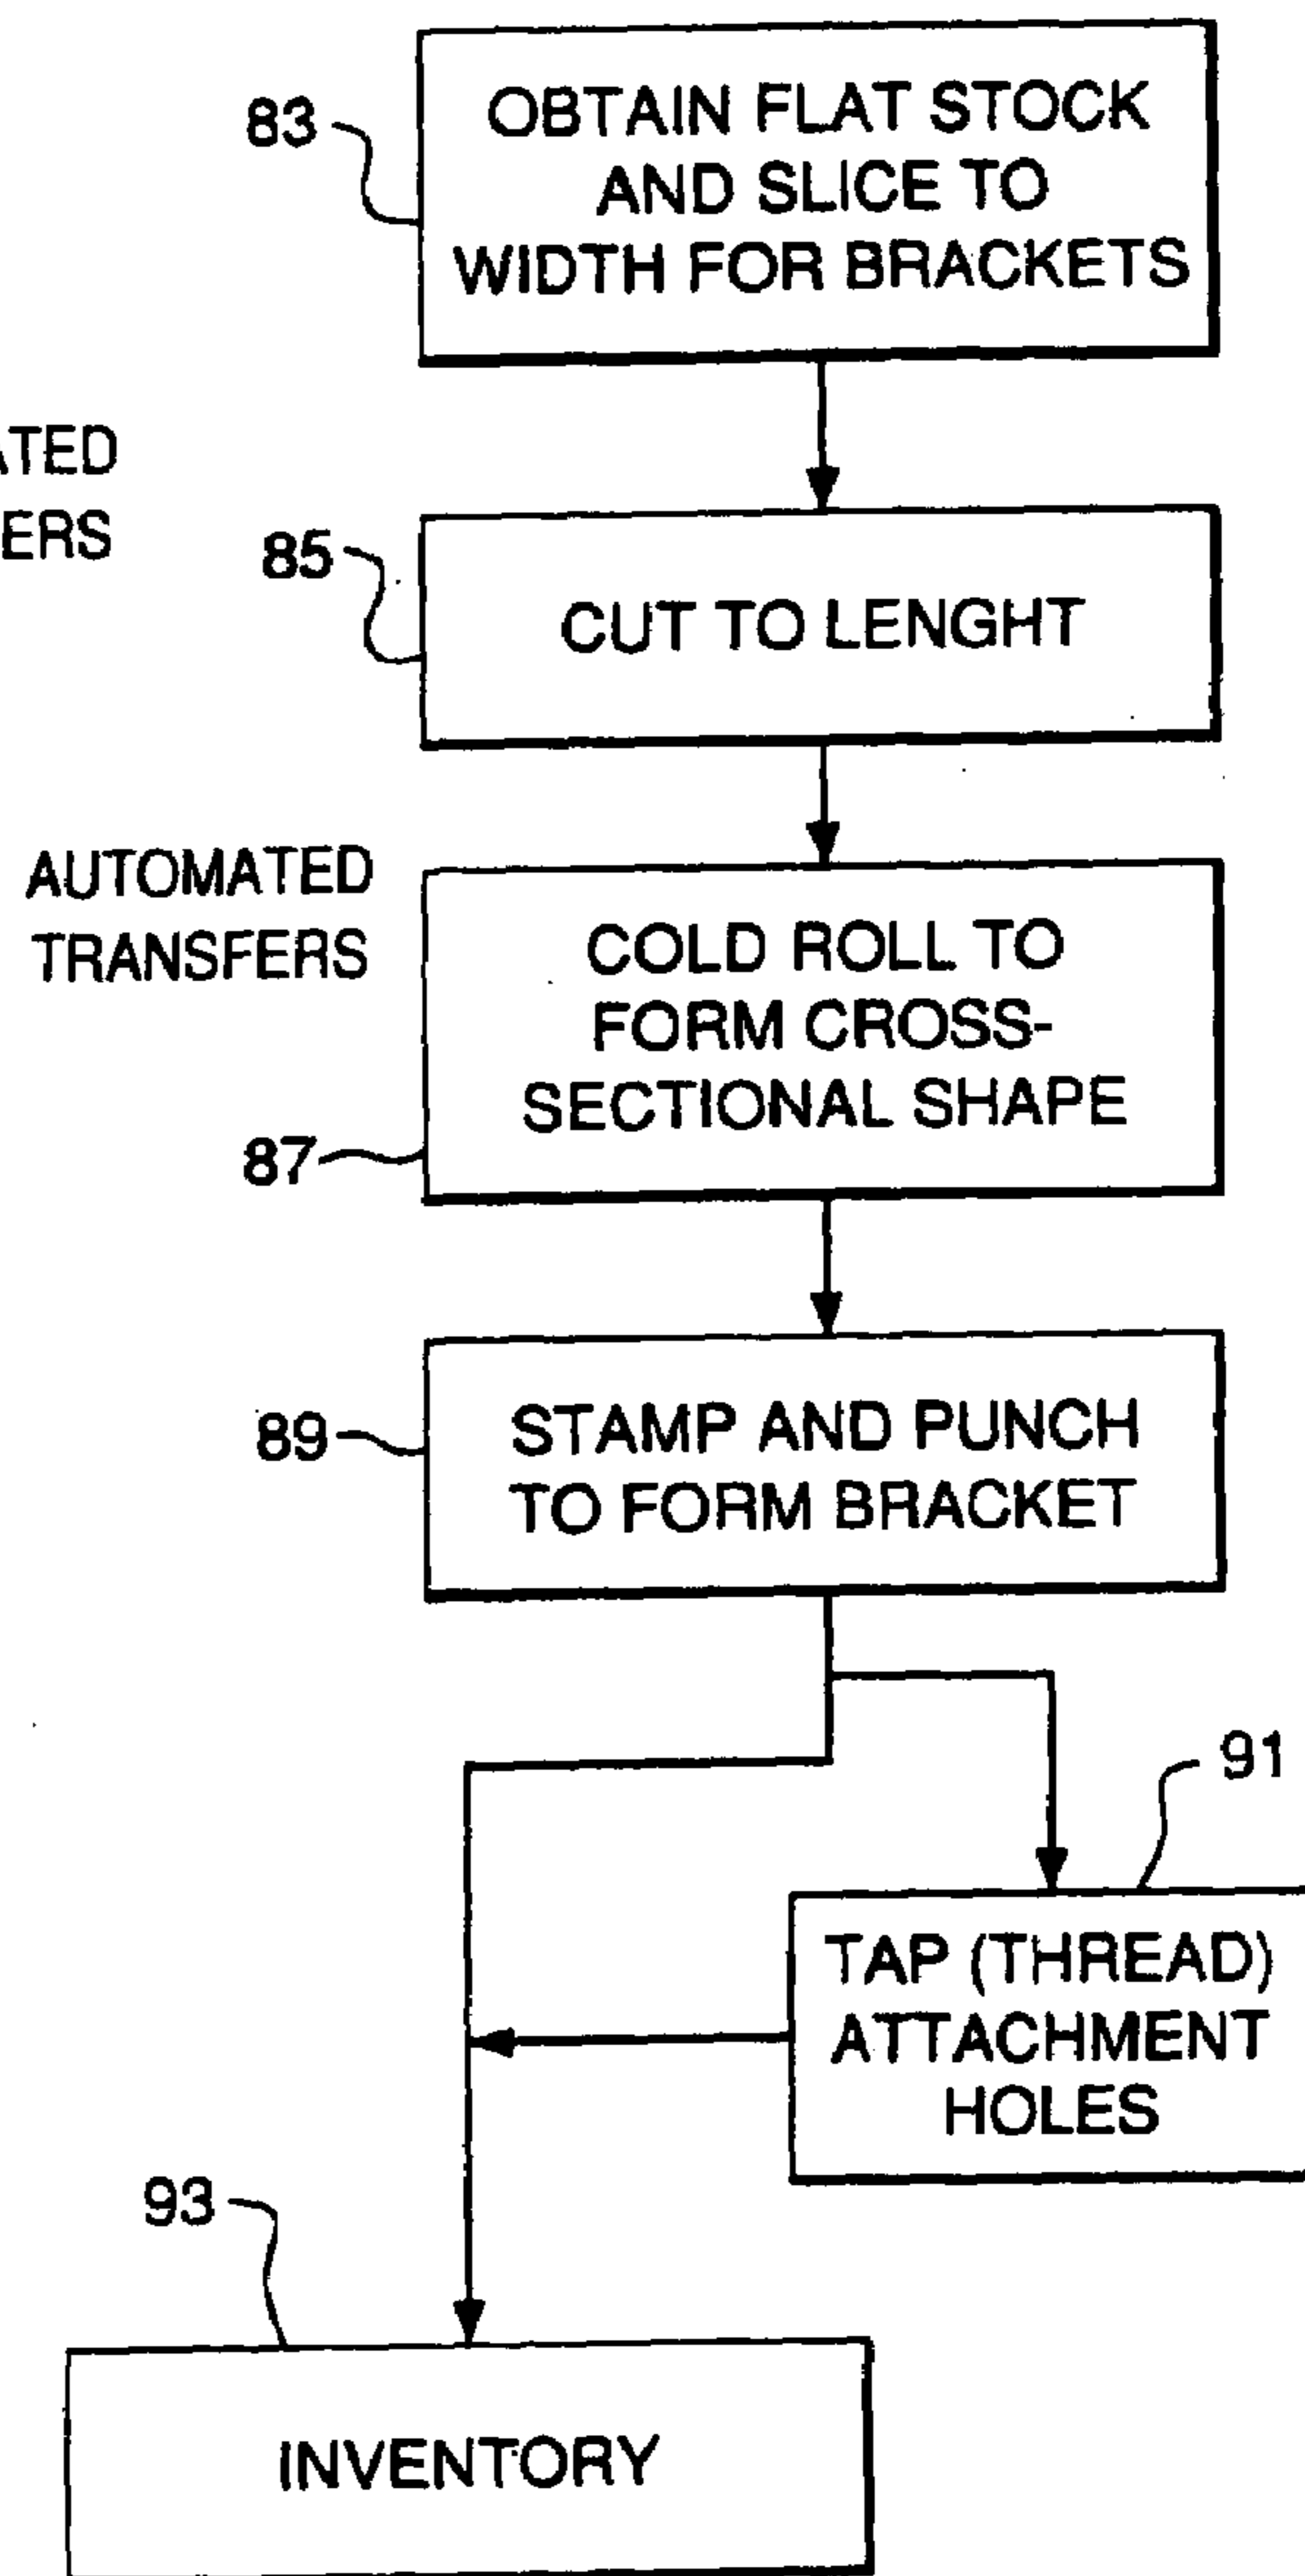 83
OBTAIN FLAT STOCK
AND SLICE TO
WIDTH FOR BRACKETS
85
CUT TO LENGHT
AUTOMATED
TRANSFERS
COLD ROLL TO
FORM CROSS-
SECTIONAL SHAPE
87
89
STAMP AND PUNCH
TO FORM BRACKET
91
TAP (THREAD)
ATTACHMENT
HOLES
93
INVENTORY